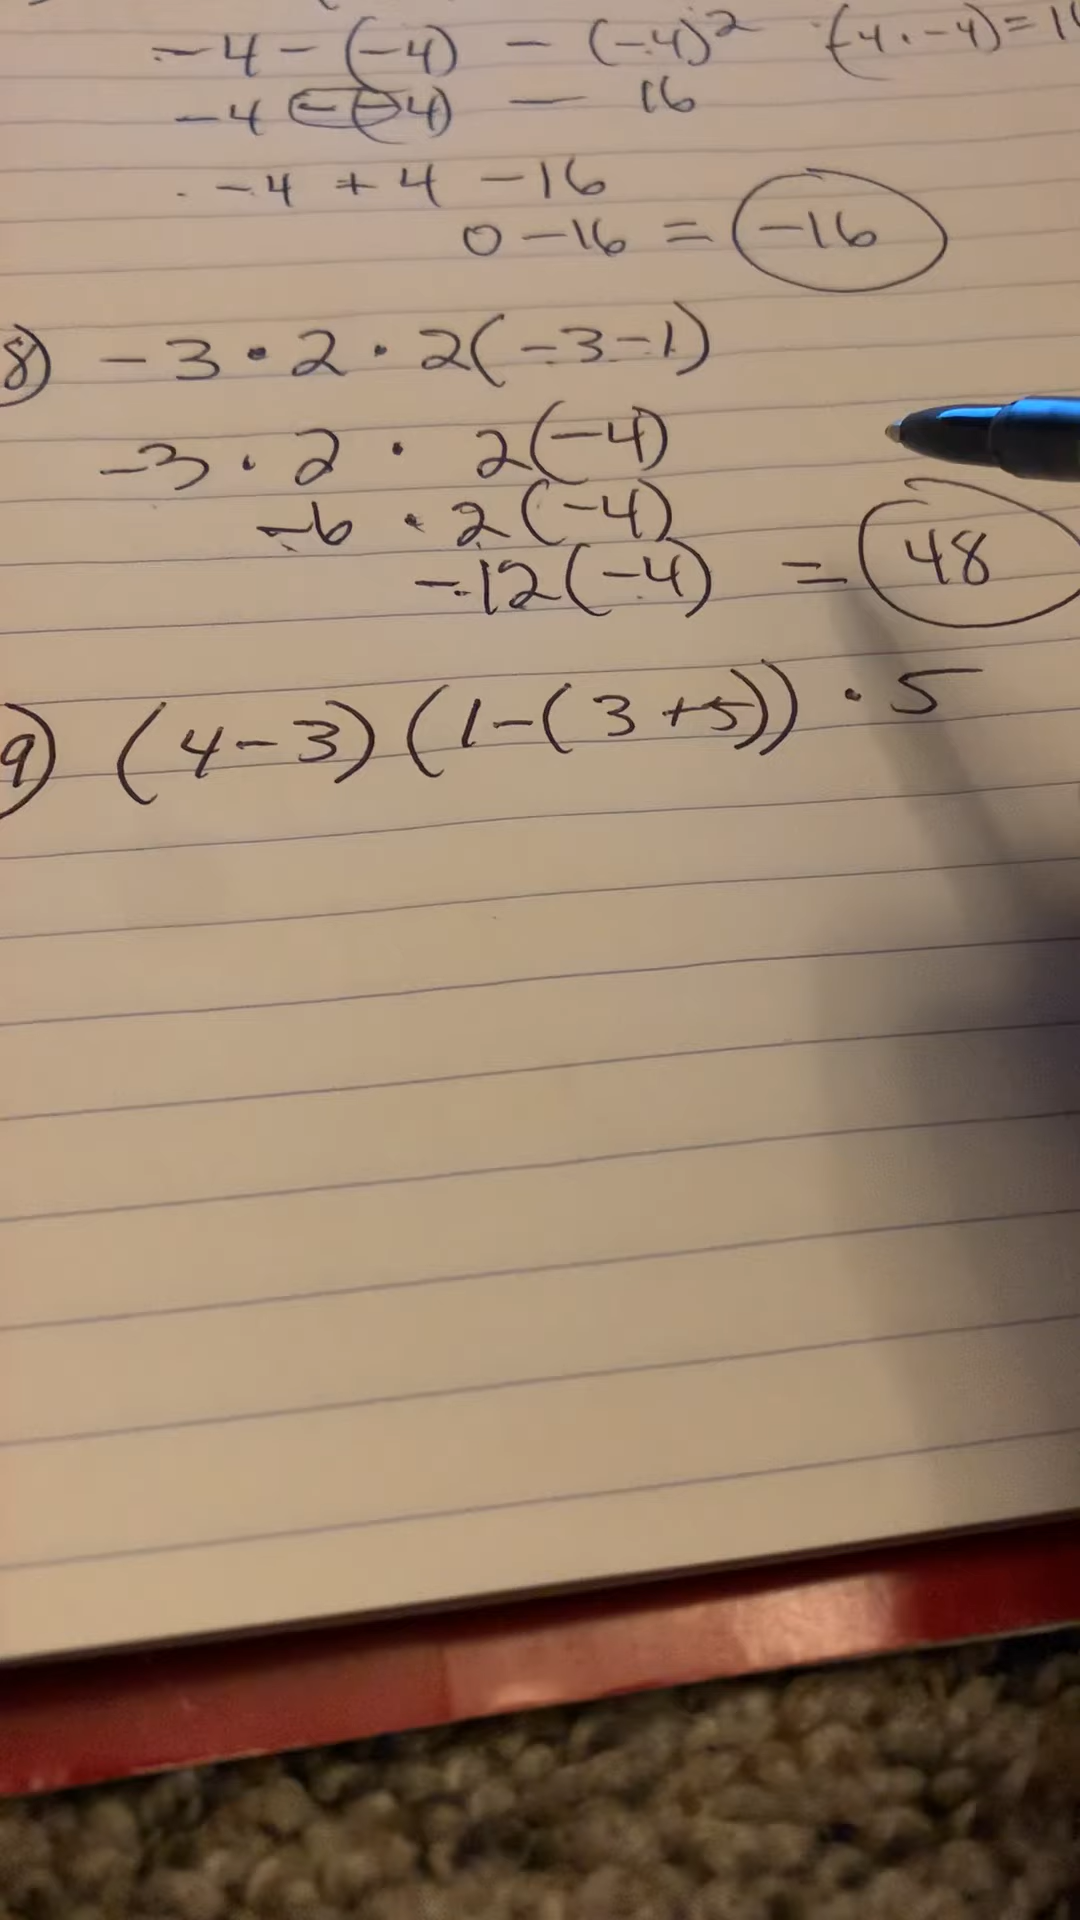 -4 - (-4) - (-4)² (-4 · -4) = 1
-4 - (-4) - 16
-4 + 4 - 16
0 - 16 = -16
8) -3 · 2 · 2(-3-1)
-3 · 2 · 2(-4)
-6 · 2(-4)
-12(-4) = 48
9) (4-3)(1-(3+5)) · 5